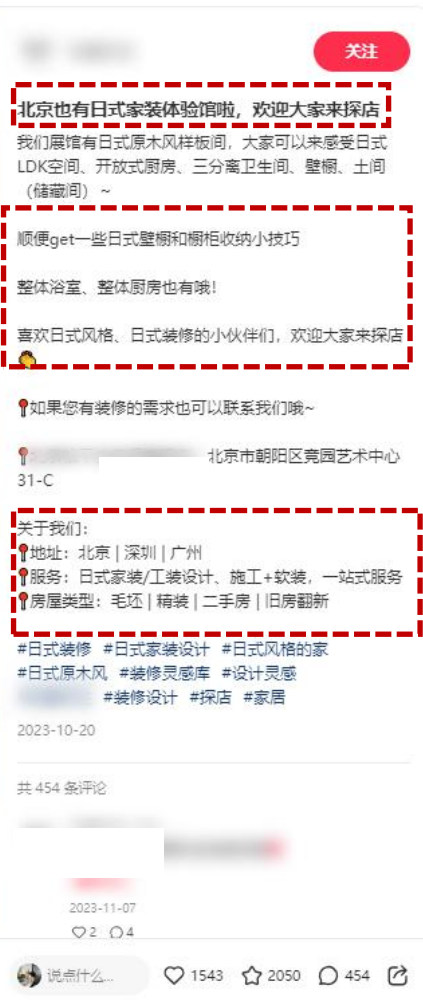 关注
北京也有日式家装体验馆啦，欢迎大家来探店
我们展馆有日式原木风样板间，大家可以来感受日式
LDK空间、开放式厨房、三分离卫生间、壁橱、土间
（储藏间）~
顺便get一些日式壁橱和橱柜收纳小技巧
整体浴室、整体厨房也有哦！
喜欢日式风格、日式装修的小伙伴们，欢迎大家来探店
如果您有装修的需求也可以联系我们哦~
北京市朝阳区竞园艺术中心
31-C
关于我们：
地址：北京 | 深圳 | 广州
服务：日式家装/工装设计、施工+软装，一站式服务
房屋类型：毛坯 | 精装 | 二手房 | 旧房翻新
#日式装修 #日式家装设计 #日式风格的家
#日式原木风 #装修灵感库 #设计灵感
#装修设计 #探店 #家居
2023-10-20
共 454 条评论
2023-11-07
2 4
说点什么... 1543 2050 454